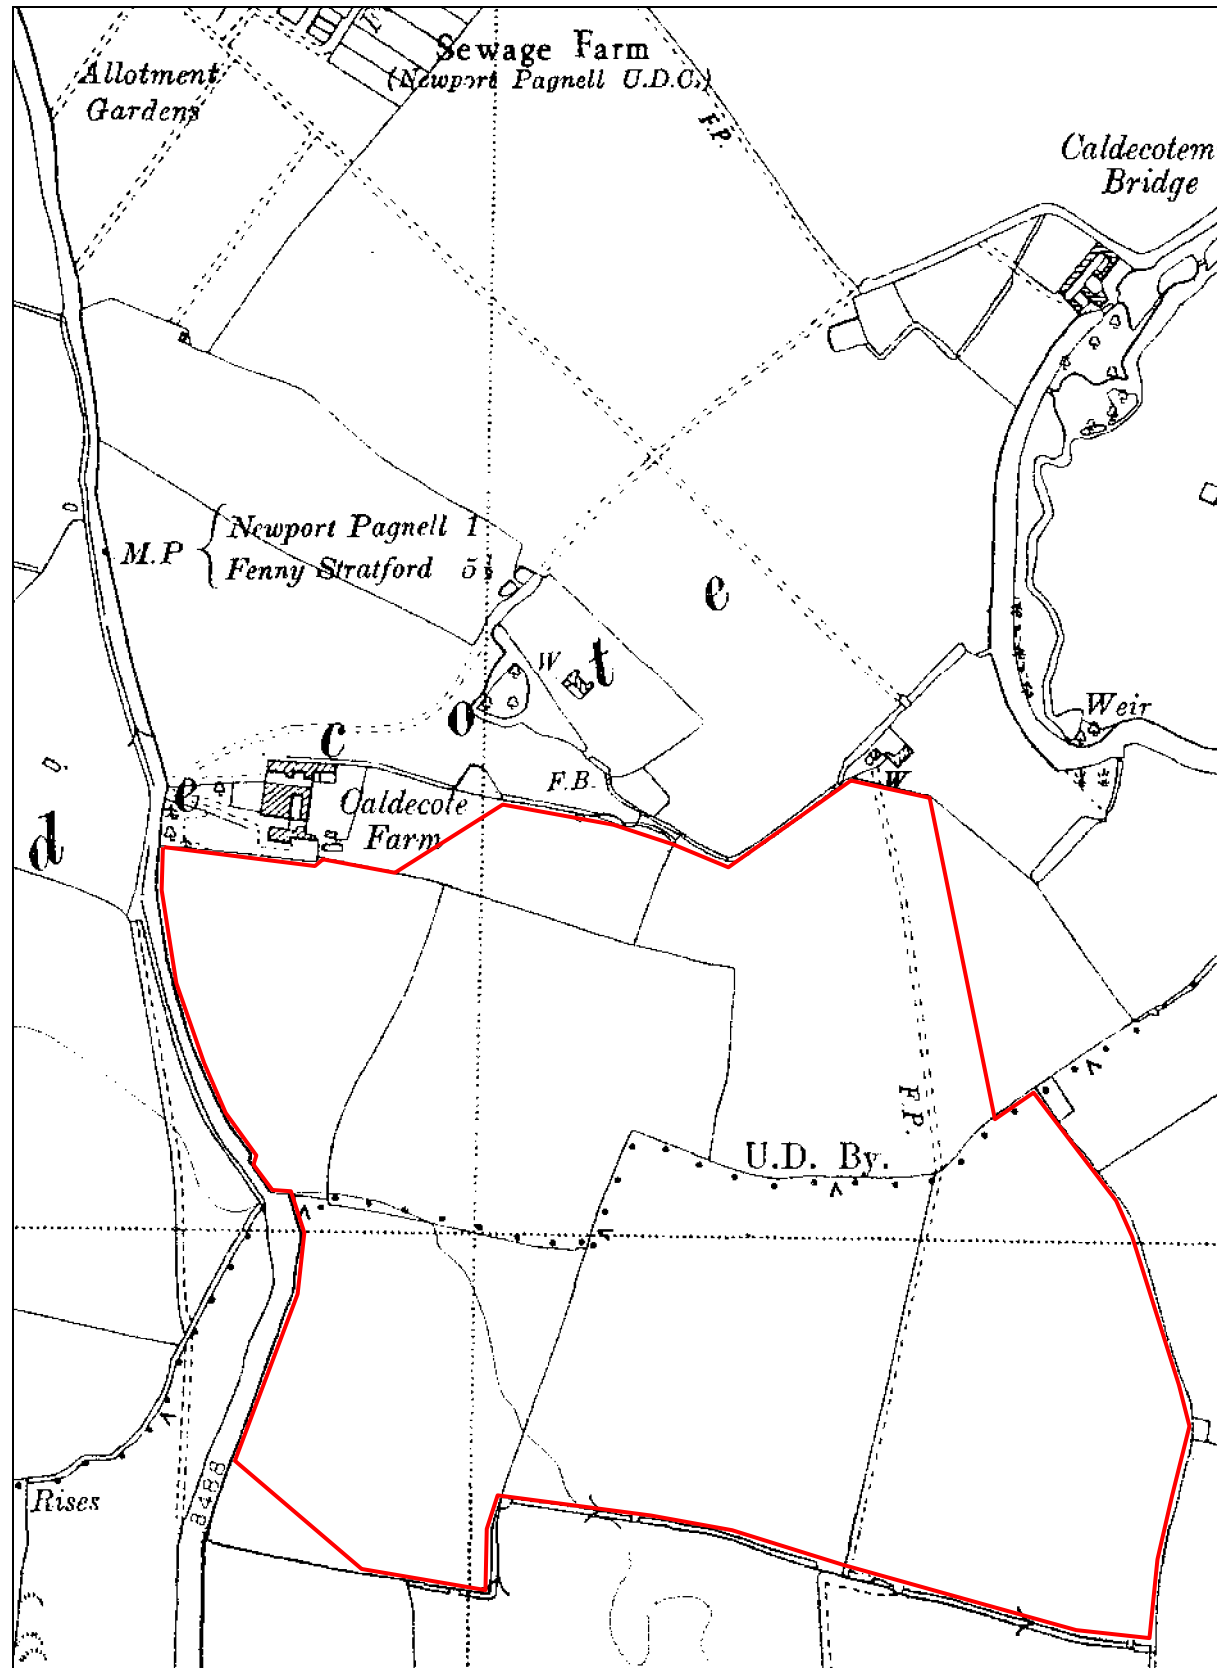 Sewage Farm
(Newport Pagnell U.D.C.)
Allotment
Gardens
F.P.
Caldecotem
Bridge
M.P
Newport Pagnell 1
Fenny Stratford 5½
e
W
t
o
c
Weir
F.B.
W
e
Caldecote
Farm
d
F.P.
U.D. By.
Rises
B488